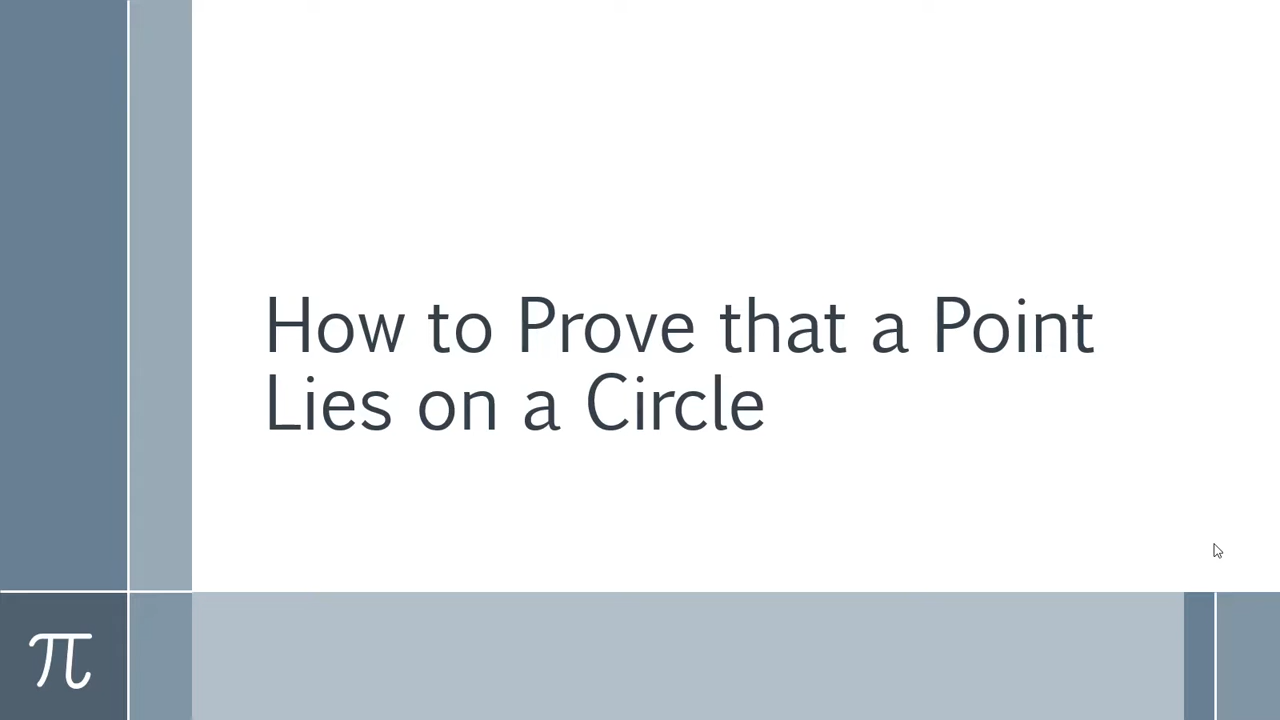 How to Prove that a Point
Lies on a Circle
π